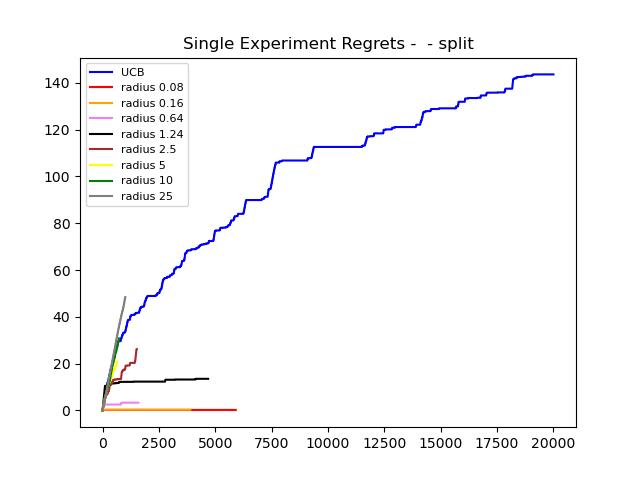 Single Experiment Regrets -  - split
UCB
radius 0.08
radius 0.16
radius 0.64
radius 1.24
radius 2.5
radius 5
radius 10
radius 25
140
120
100
80
60
40
20
0
0 2500 5000 7500 10000 12500 15000 17500 20000